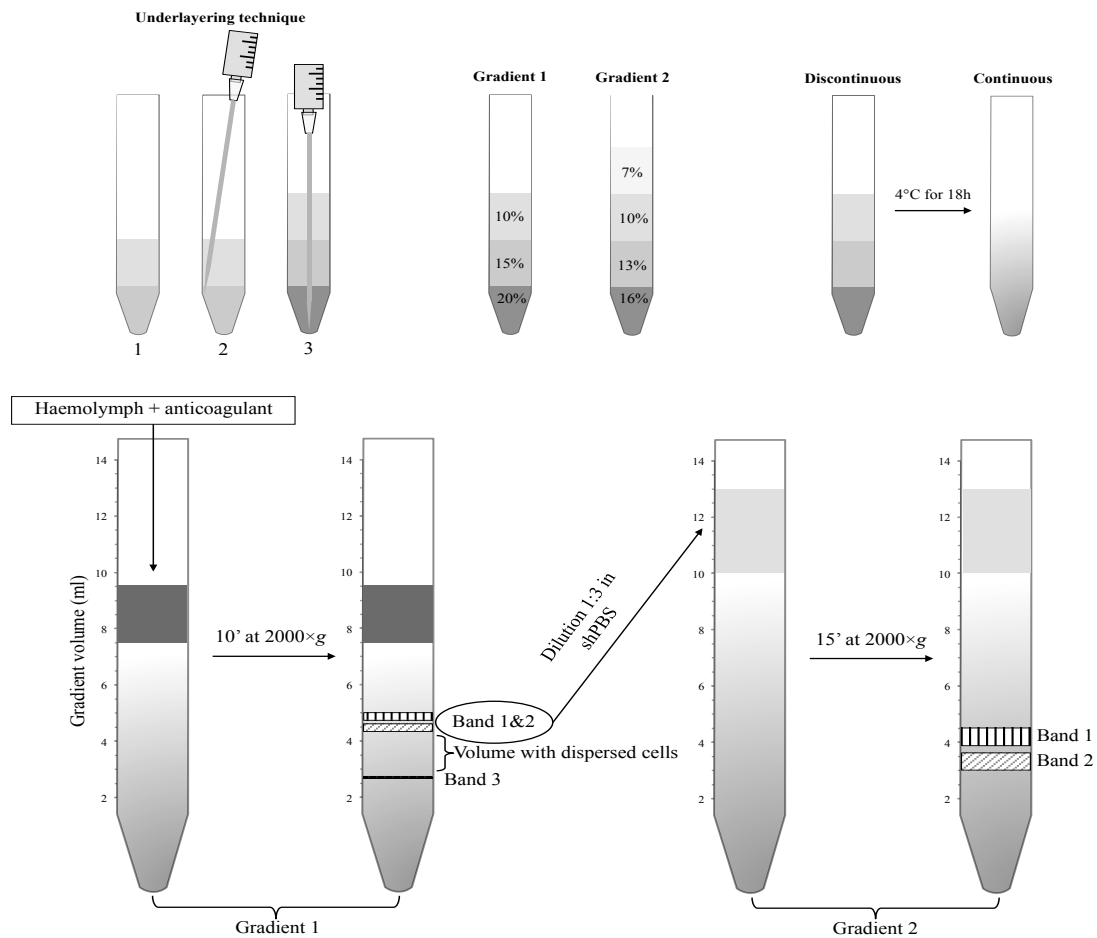 Underlayering technique
1
2
3
Gradient 1
Gradient 2
10%
15%
20%
7%
10%
13%
16%
Discontinuous
Continuous
4°C for 18h
Haemolymph + anticoagulant
Gradient volume (ml)
14
12
10
8
6
4
2
10’ at 2000×g
14
12
10
8
6
4
2
Band 1&2
Volume with dispersed cells
Band 3
Gradient 1
Dilution 1:3 in
shPBS
14
12
10
8
6
4
2
15’ at 2000×g
14
12
10
8
6
4
2
Band 1
Band 2
Gradient 2